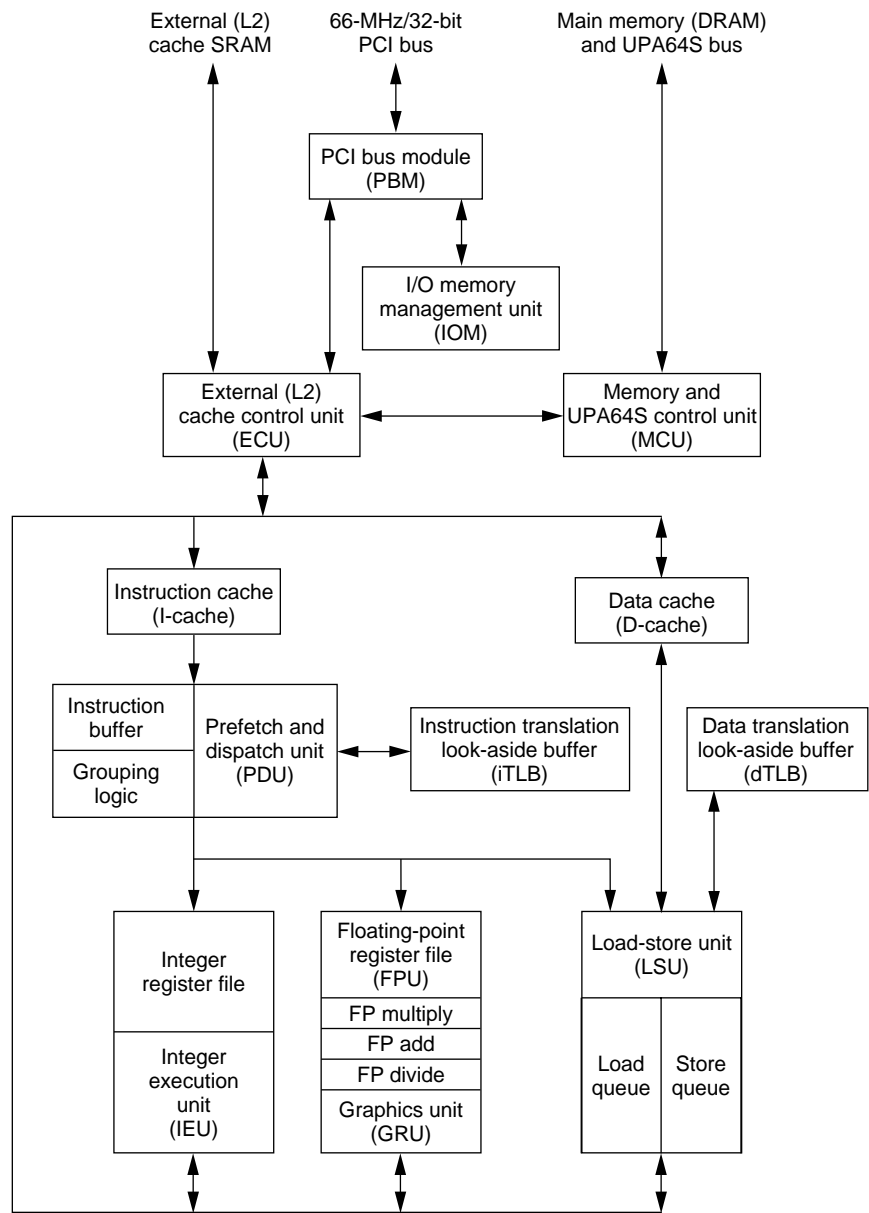 External (L2)
cache SRAM
66-MHz/32-bit
PCI bus
Main memory (DRAM)
and UPA64S bus
PCI bus module
(PBM)
I/O memory
management unit
(IOM)
External (L2)
cache control unit
(ECU)
Memory and
UPA64S control unit
(MCU)
Instruction cache
(I-cache)
Data cache
(D-cache)
Instruction
buffer
Grouping
logic
Prefetch and
dispatch unit
(PDU)
Instruction translation
look-aside buffer
(iTLB)
Data translation
look-aside buffer
(dTLB)
Integer
register file
Integer
execution
unit
(IEU)
Floating-point
register file
(FPU)
FP multiply
FP add
FP divide
Graphics unit
(GRU)
Load-store unit
(LSU)
Load
queue
Store
queue